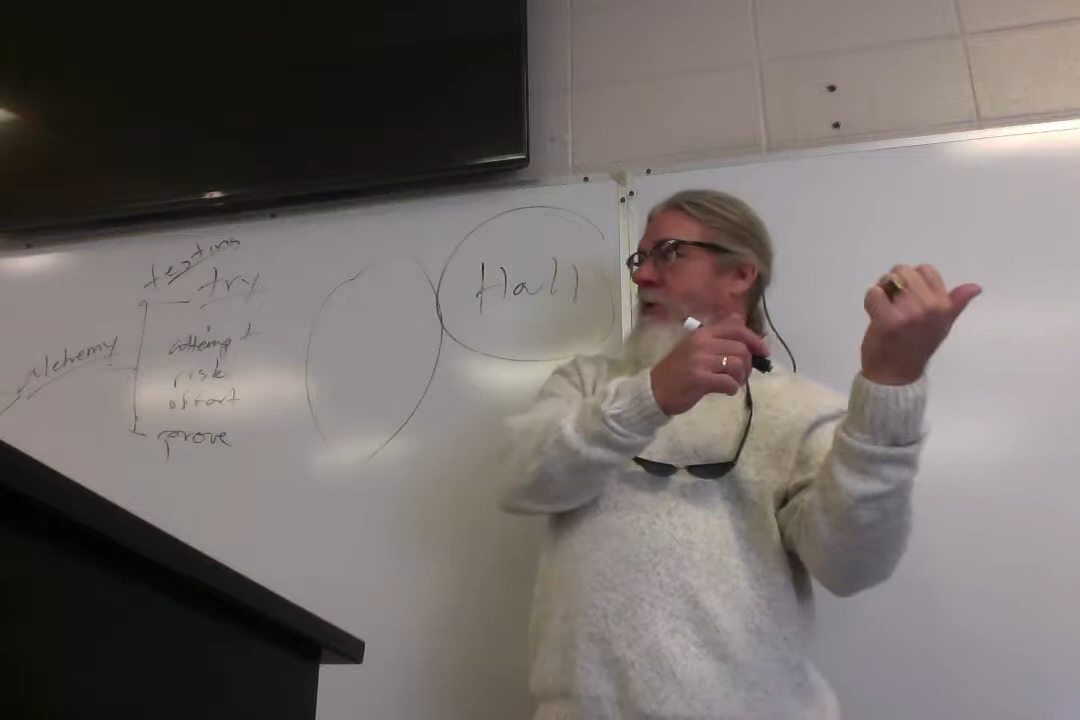 testing
try
Alchemy
attempt
risk
effort
prove
Hall